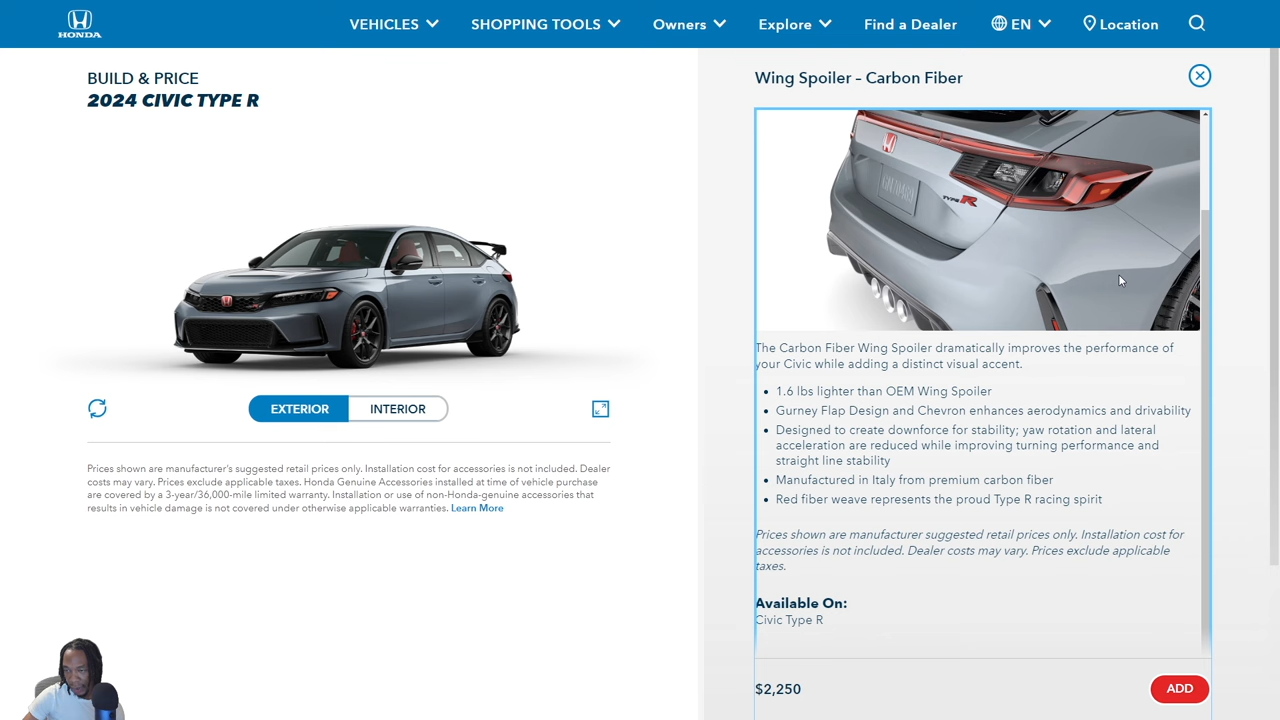 HONDA
VEHICLES
SHOPPING TOOLS
Owners
Explore
Find a Dealer
EN
Location
BUILD & PRICE
2024 CIVIC TYPE R
EXTERIOR
INTERIOR
Prices shown are manufacturer's suggested retail prices only. Installation cost for accessories is not included. Dealer
costs may vary. Prices exclude applicable taxes. Honda Genuine Accessories installed at time of vehicle purchase
are covered by a 3-year/36,000-mile limited warranty. Installation or use of non-Honda-genuine accessories that
results in vehicle damage is not covered under otherwise applicable warranties. Learn More
Wing Spoiler – Carbon Fiber
TYPE R
The Carbon Fiber Wing Spoiler dramatically improves the performance of
your Civic while adding a distinct visual accent.
1.6 lbs lighter than OEM Wing Spoiler
Gurney Flap Design and Chevron enhances aerodynamics and drivability
Designed to create downforce for stability; yaw rotation and lateral
acceleration are reduced while improving turning performance and
straight line stability
Manufactured in Italy from premium carbon fiber
Red fiber weave represents the proud Type R racing spirit
Prices shown are manufacturer suggested retail prices only. Installation cost for
accessories is not included. Dealer costs may vary. Prices exclude applicable
taxes.
Available On:
Civic Type R
$2,250
ADD